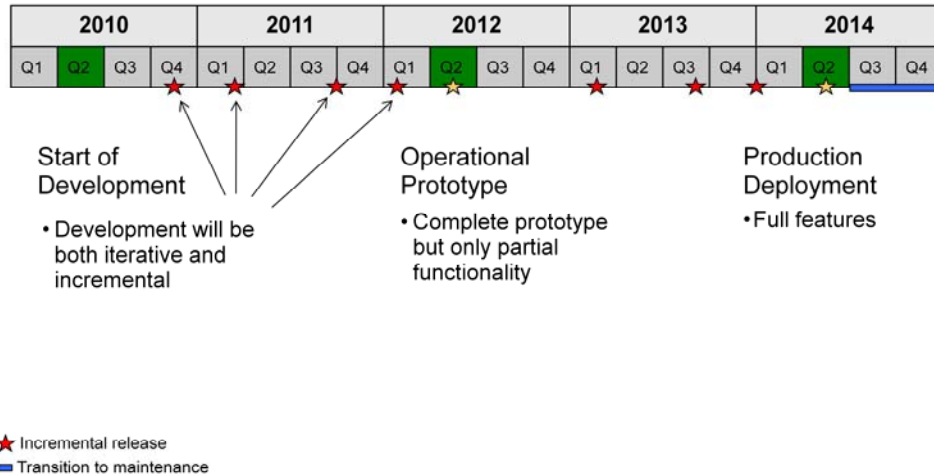 2010 2011 2012 2013 2014
Q1 Q2 Q3 Q4 Q1 Q2 Q3 Q4 Q1 Q2 Q3 Q4 Q1 Q2 Q3 Q4 Q1 Q2 Q3 Q4
Start of
Development
• Development will be
both iterative and
incremental
Operational
Prototype
• Complete prototype
but only partial
functionality
Production
Deployment
• Full features
Incremental release
Transition to maintenance